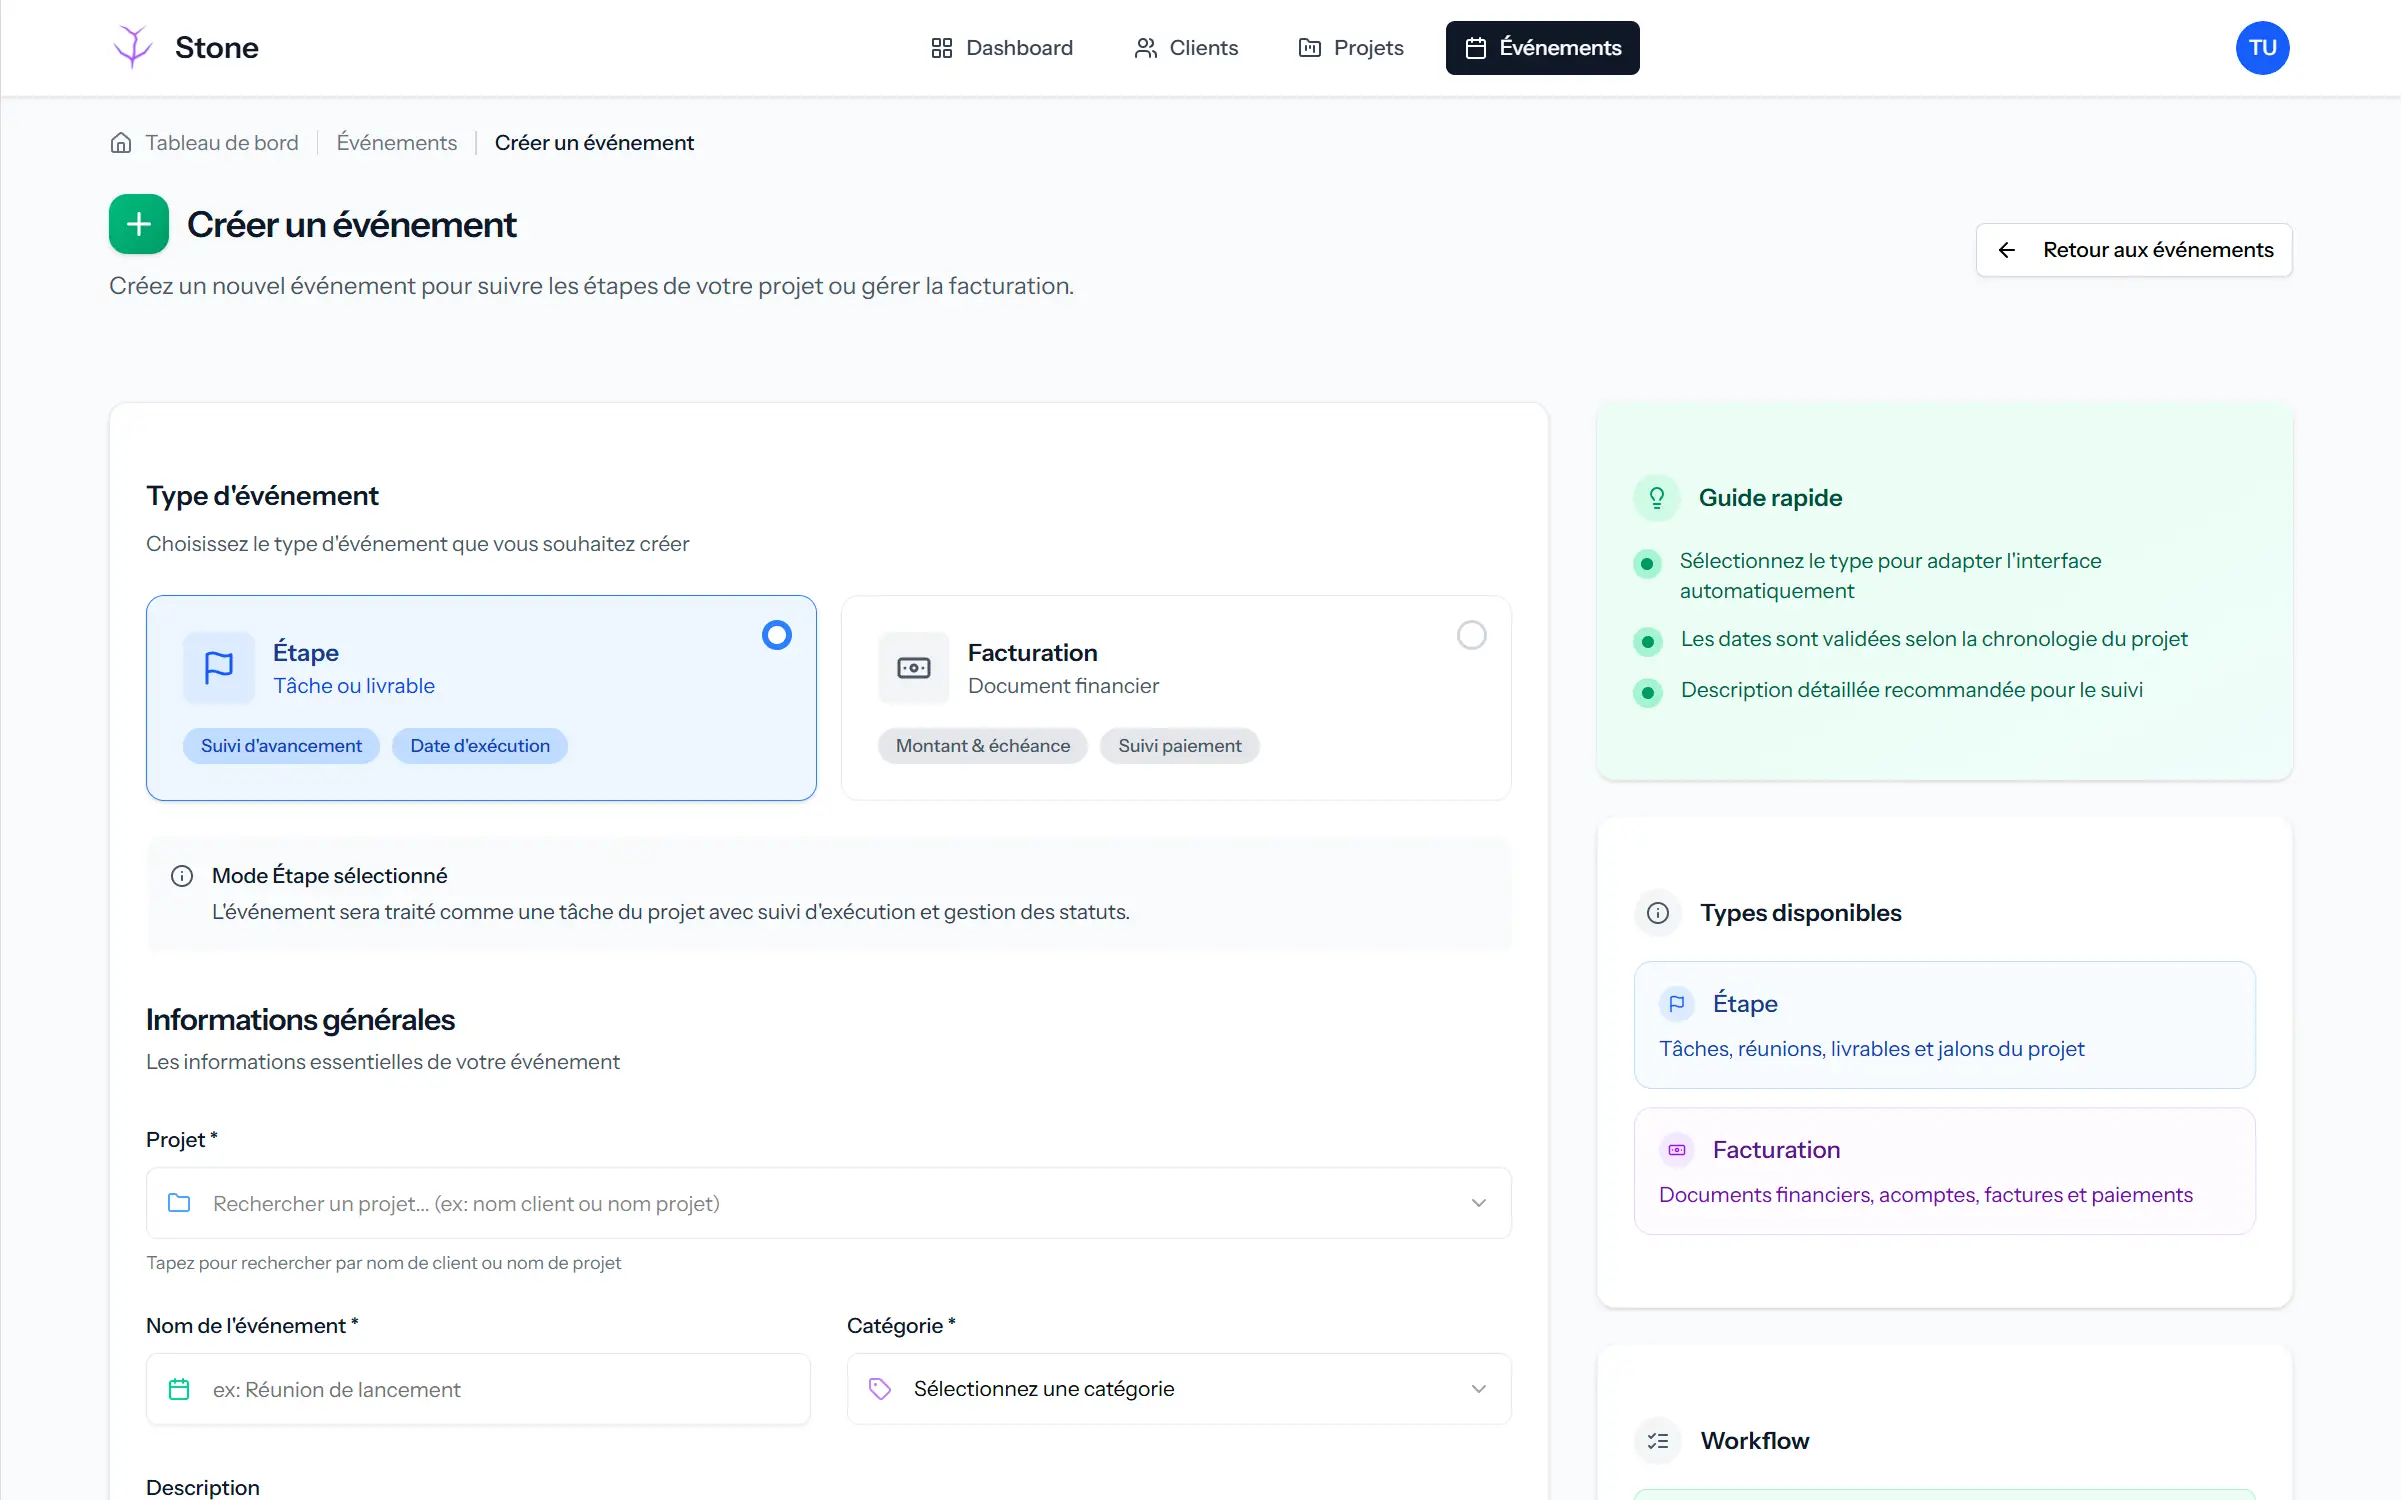 Stone
Dashboard
Clients
Projets
Événements
TU
Tableau de bord
Événements
Créer un événement
Créer un événement
Créez un nouvel événement pour suivre les étapes de votre projet ou gérer la facturation.
Retour aux événements
Type d'événement
Choisissez le type d'événement que vous souhaitez créer
Étape
Tâche ou livrable
Suivi d'avancement
Date d'exécution
Facturation
Document financier
Montant & échéance
Suivi paiement
Mode Étape sélectionné
L'événement sera traité comme une tâche du projet avec suivi d'exécution et gestion des statuts.
Informations générales
Les informations essentielles de votre événement
Projet *
Rechercher un projet... (ex: nom client ou nom projet)
Tapez pour rechercher par nom de client ou nom de projet
Nom de l'événement *
ex: Réunion de lancement
Catégorie *
Sélectionnez une catégorie
Description
Guide rapide
Sélectionnez le type pour adapter l'interface
automatiquement
Les dates sont validées selon la chronologie du projet
Description détaillée recommandée pour le suivi
Types disponibles
Étape
Tâches, réunions, livrables et jalons du projet
Facturation
Documents financiers, acomptes, factures et paiements
Workflow